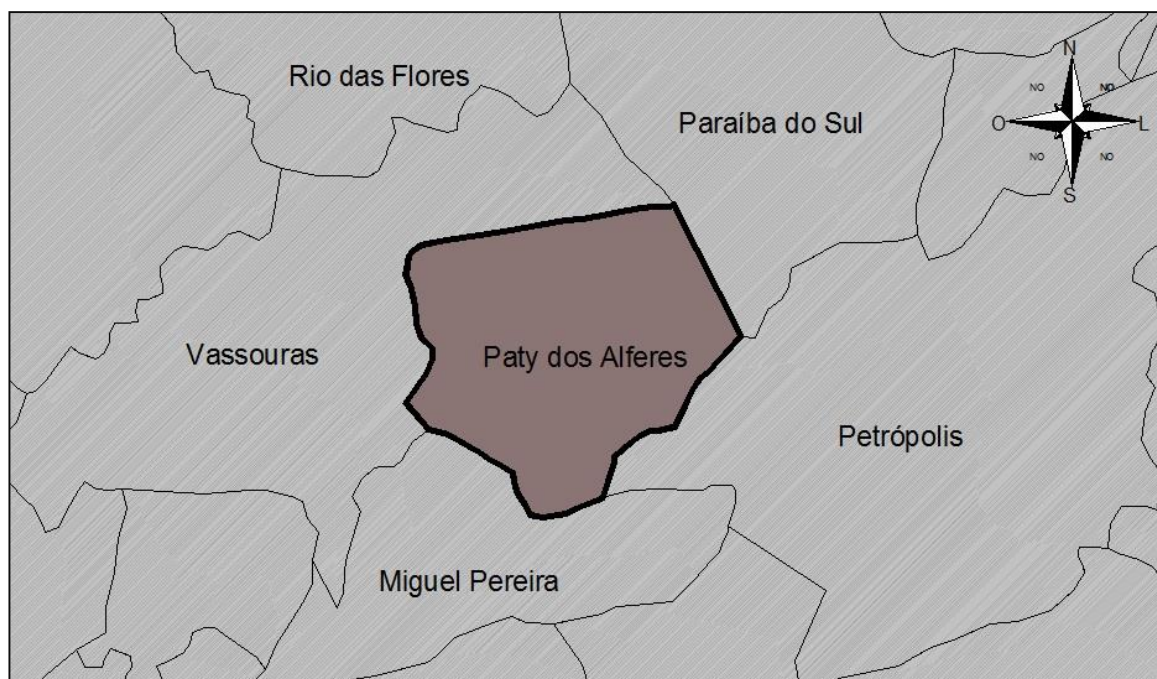 Rio das Flores
Paraíba do Sul
N
NO
NO
O
L
NO
NO
S
Vassouras
Paty dos Alferes
Petrópolis
Miguel Pereira